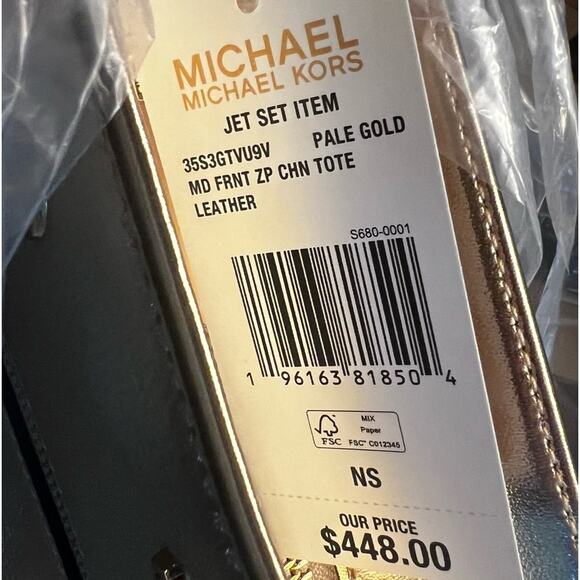 MICHAEL
MICHAEL KORS
JET SET ITEM
35S3GTVU9V PALE GOLD
MD FRNT ZP CHN TOTE
LEATHER
S680-0001
1 96163 81850 4
FSC
MIX
Paper
FSC™ C012345
NS
OUR PRICE
$448.00